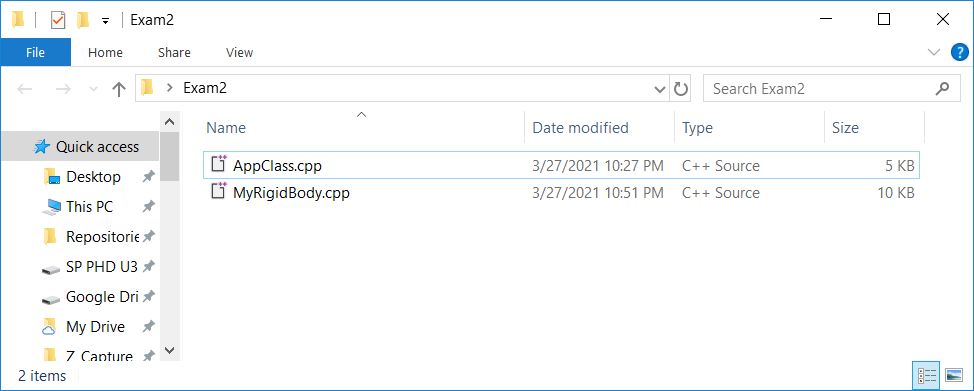 Exam2
File Home Share View
Exam2 Search Exam2
Name Date modified Type Size
Quick access
Desktop
This PC
Repositorie
SP PHD U3
Google Dri
My Drive
Z_Capture
AppClass.cpp 3/27/2021 10:27 PM C++ Source 5 KB
MyRigidBody.cpp 3/27/2021 10:51 PM C++ Source 10 KB
2 items